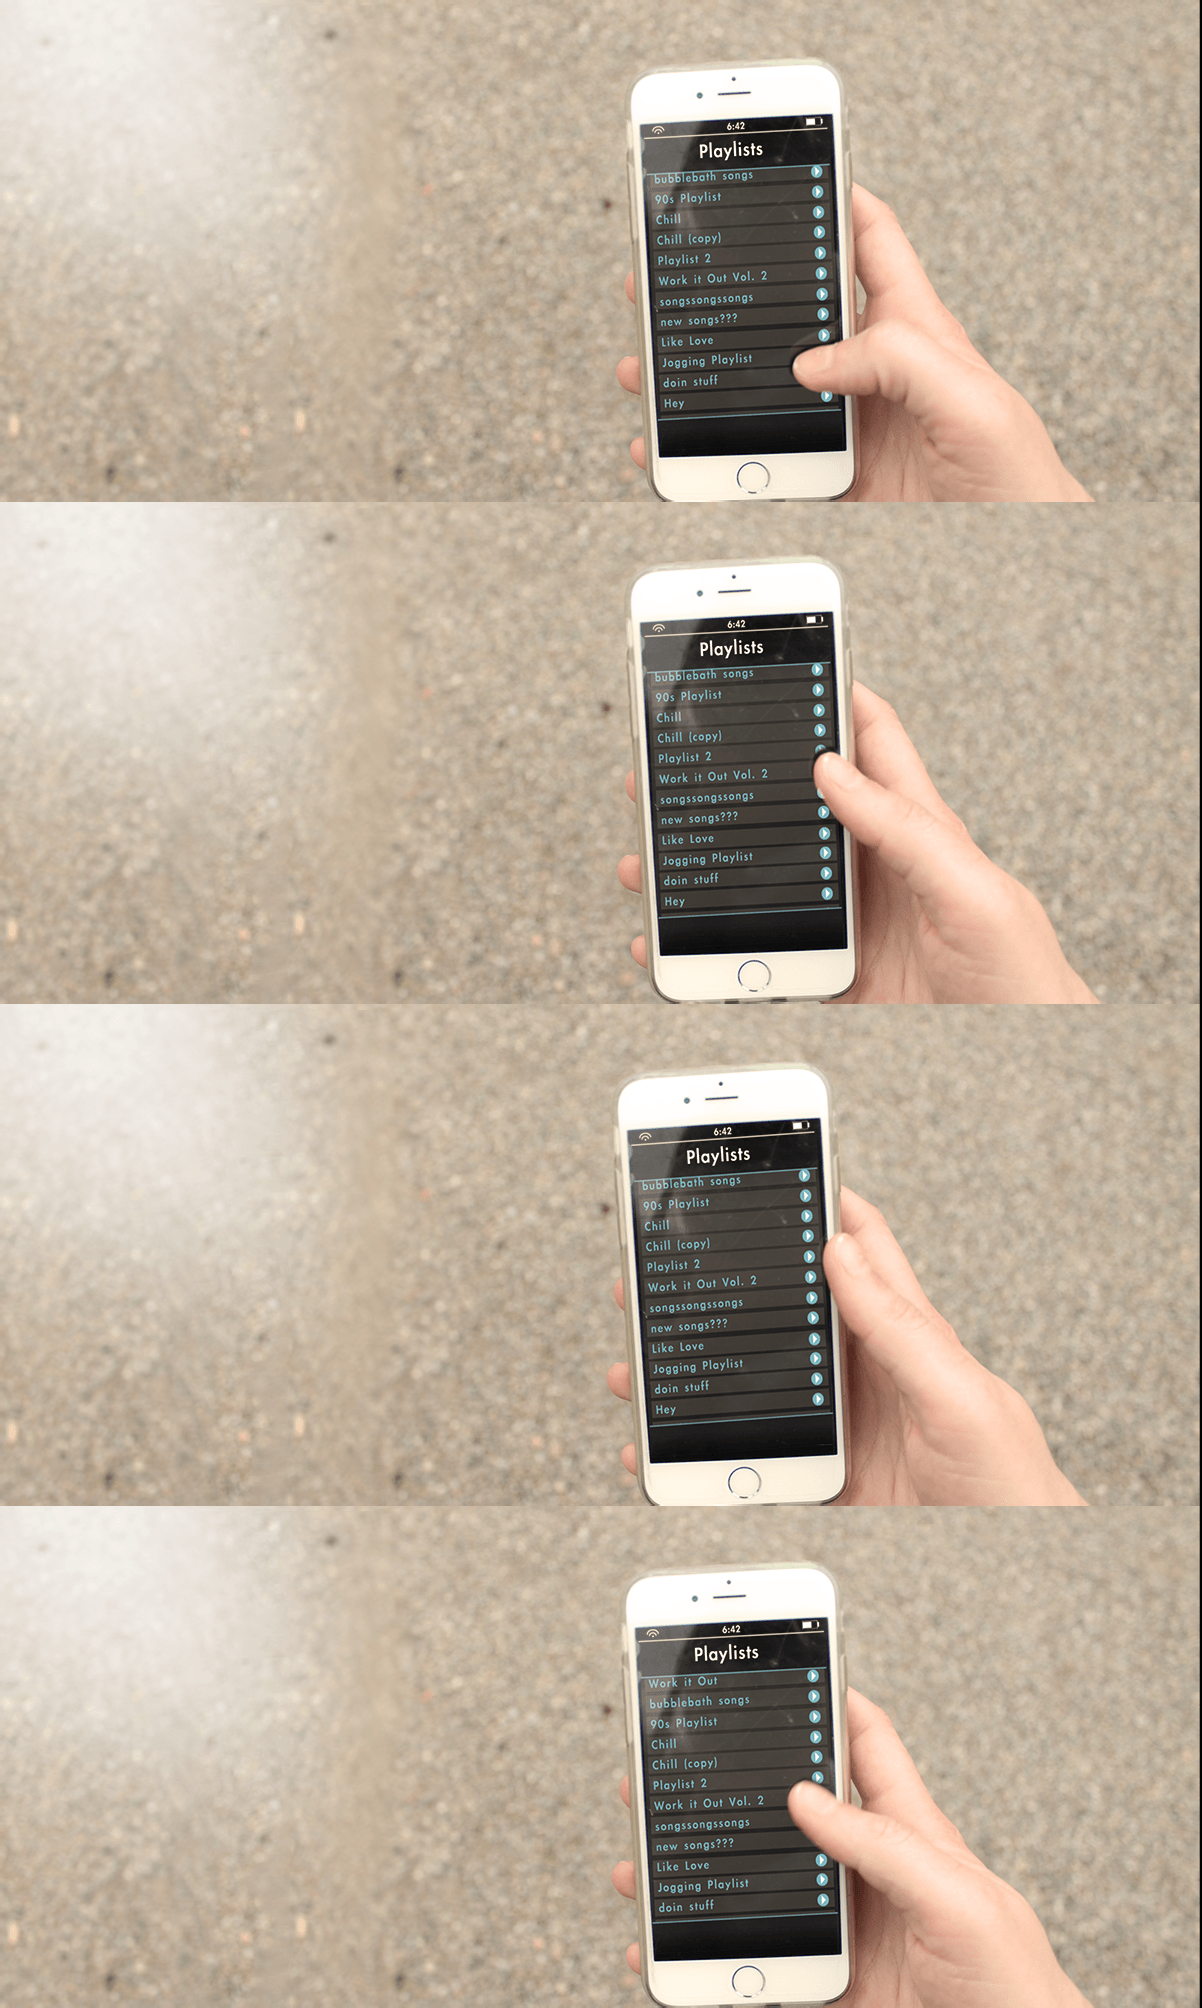 6:42
Playlists
bubblebath songs
90s Playlist
Chill
Chill (copy)
Playlist 2
Work it Out Vol. 2
songssongssongs
new songs???
Like Love
Jogging Playlist
doin stuff
Hey
6:42
Playlists
bubblebath songs
90s Playlist
Chill
Chill (copy)
Playlist 2
Work it Out Vol. 2
songssongssongs
new songs???
Like Love
Jogging Playlist
doin stuff
Hey
6:42
Playlists
bubblebath songs
90s Playlist
Chill
Chill (copy)
Playlist 2
Work it Out Vol. 2
songssongssongs
new songs???
Like Love
Jogging Playlist
doin stuff
Hey
6:42
Playlists
Work it Out
bubblebath songs
90s Playlist
Chill
Chill (copy)
Playlist 2
Work it Out Vol. 2
songssongssongs
new songs???
Like Love
Jogging Playlist
doin stuff